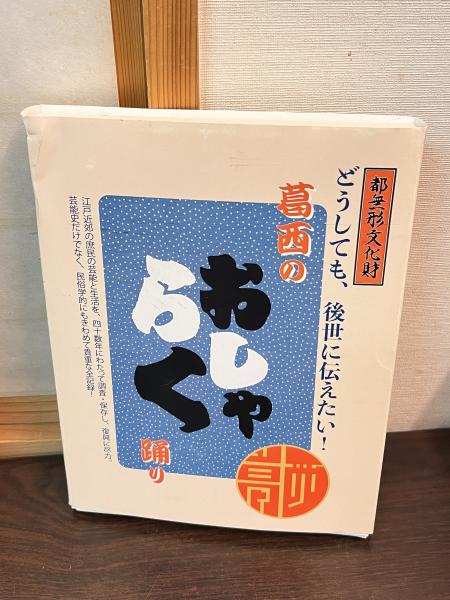 都無形文化財
どうしても、後世に伝えたい!
葛西の
おしゃ
らく
踊り
江戸近郊の庶民の芸能と生活を、四十数年にわたって調査・保存し、復興に尽力、
芸能史だけでなく、民俗学的にもきわめて貴重な全記録!